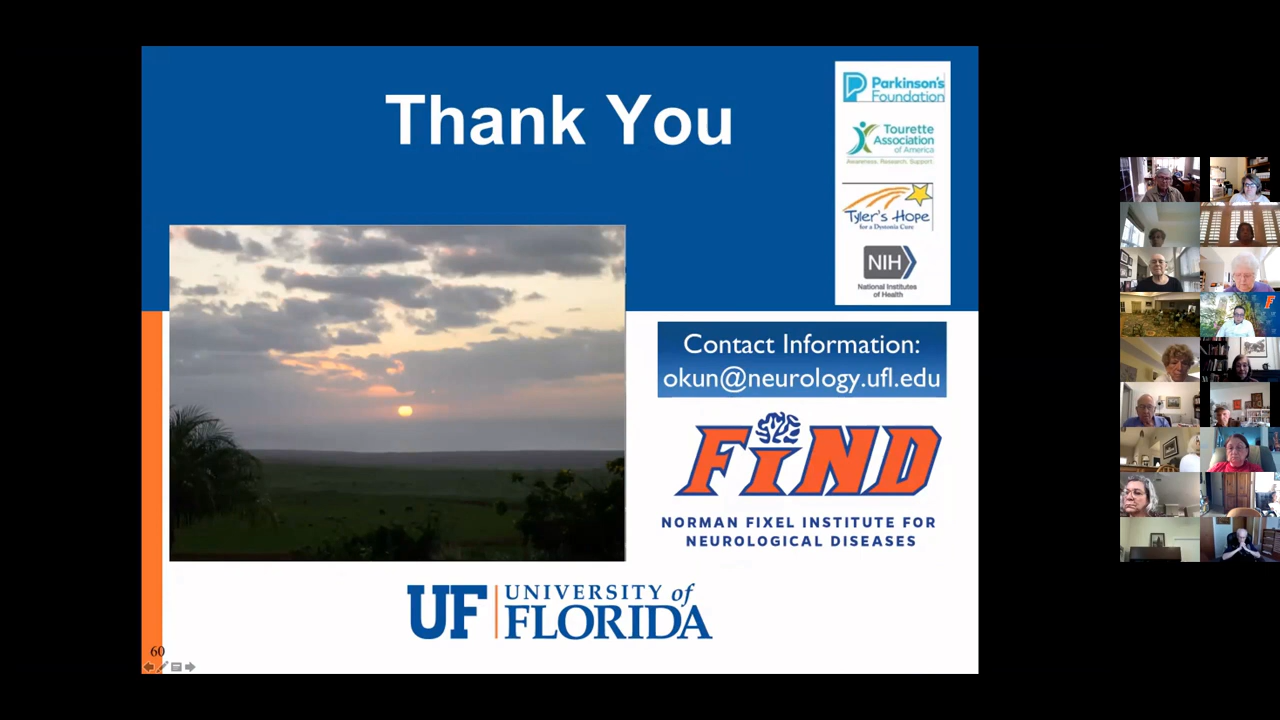 Thank You
Parkinson's
Foundation
Tourette
Association
of America
Awareness. Research. Support.
Tyler's Hope
for a Dystonia Cure
NIH
National Institutes
of Health
Contact Information:
okun@neurology.ufl.edu
FIND
NORMAN FIXEL INSTITUTE FOR
NEUROLOGICAL DISEASES
UF UNIVERSITY of
FLORIDA
60
F